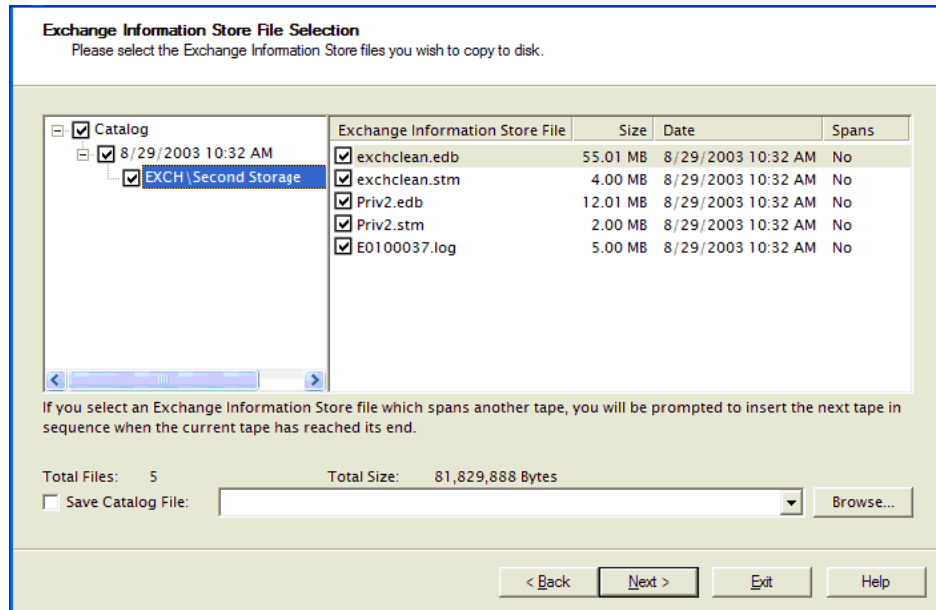 Exchange Information Store File Selection
Please select the Exchange Information Store files you wish to copy to disk.
Catalog
8/29/2003 10:32 AM
EXCH\Second Storage
Exchange Information Store File Size Date Spans
exchclean.edb 55.01 MB 8/29/2003 10:32 AM No
exchclean.stm 4.00 MB 8/29/2003 10:32 AM No
Priv2.edb 12.01 MB 8/29/2003 10:32 AM No
Priv2.stm 2.00 MB 8/29/2003 10:32 AM No
E0100037.log 5.00 MB 8/29/2003 10:32 AM No
If you select an Exchange Information Store file which spans another tape, you will be prompted to insert the next tape in
sequence when the current tape has reached its end.
Total Files: 5 Total Size: 81,829,888 Bytes
Save Catalog File: Browse...
< Back Next > Exit Help